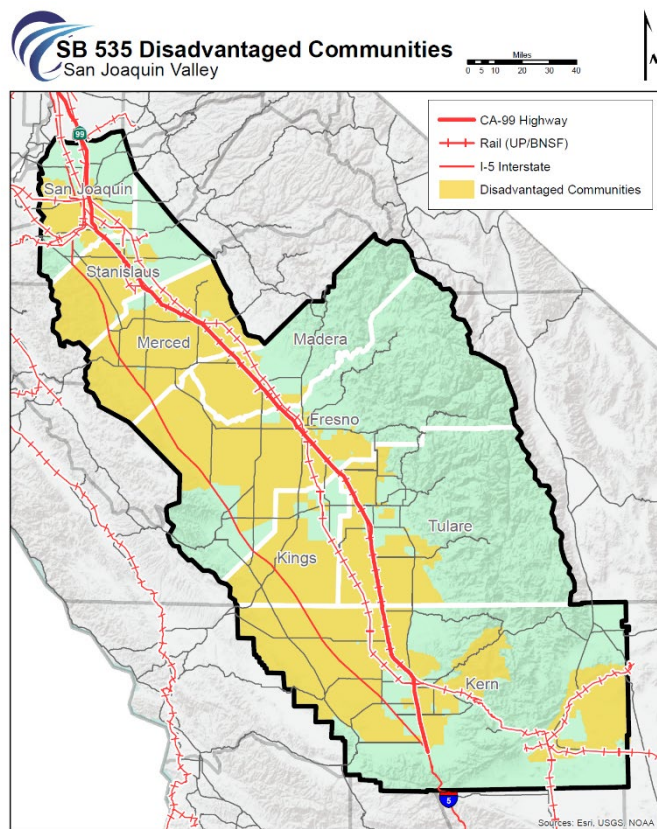 SB 535 Disadvantaged Communities
San Joaquin Valley
Miles
0 5 10 20 30 40
N
CA-99 Highway
Rail (UP/BNSF)
I-5 Interstate
Disadvantaged Communities
99
San Joaquin
Stanislaus
Merced
Madera
Fresno
Tulare
Kings
Kern
5
Sources: Esri, USGS, NOAA